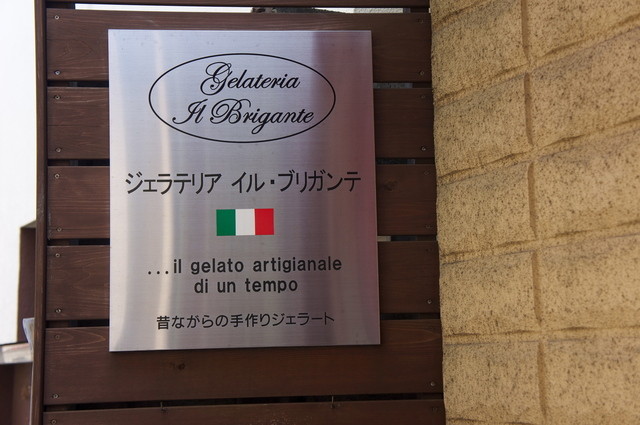 Gelateria
Il Brigante
ジェラテリア イル・ブリガンテ
...il gelato artigianale
di un tempo
昔ながらの手作りジェラート